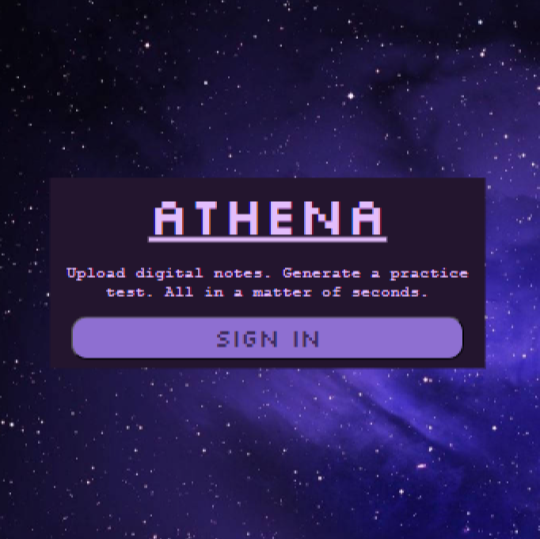 ATHENA
Upload digital notes. Generate a practice
test. All in a matter of seconds.
SIGN IN